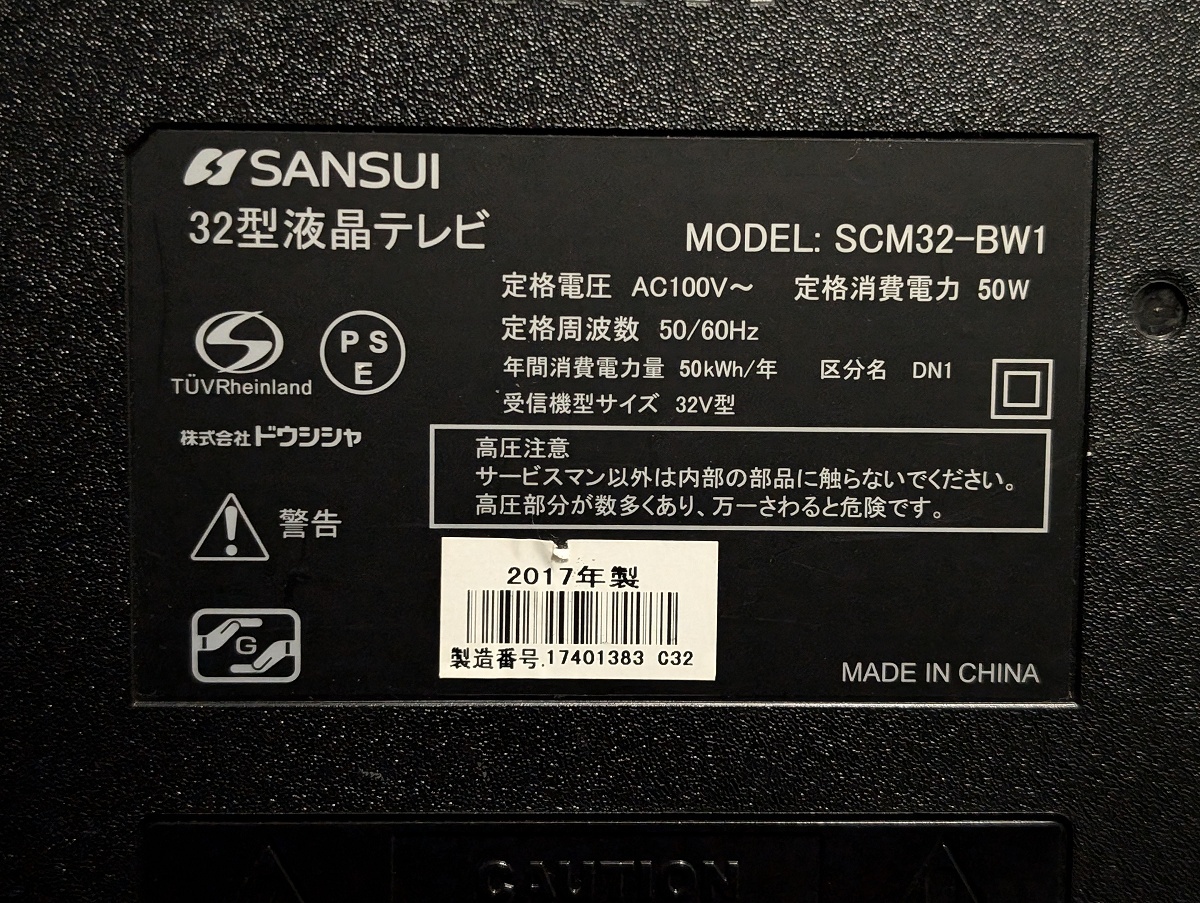 SANSUI
32型液晶テレビ
MODEL: SCM32-BW1
定格電圧 AC100V～ 定格消費電力 50W
定格周波数 50/60Hz
年間消費電力量 50kWh/年 区分名 DN1
受信機型サイズ 32V型
TÜVRheinland
PS
E
株式会社ドウシシャ
高圧注意
サービスマン以外は内部の部品に触らないでください。
高圧部分が数多くあり、万一さわると危険です。
警告
G
2017年製
製造番号.17401383 C32
MADE IN CHINA
CAUTION